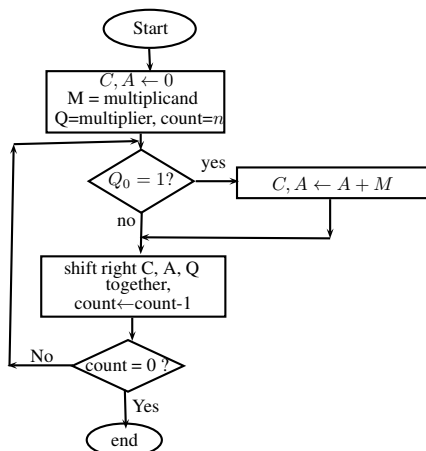 Start
C, A ← 0
M = multiplicand
Q=multiplier, count=n
Q₀ = 1?
yes
C, A ← A + M
no
shift right C, A, Q
together,
count←count-1
No
count = 0 ?
Yes
end